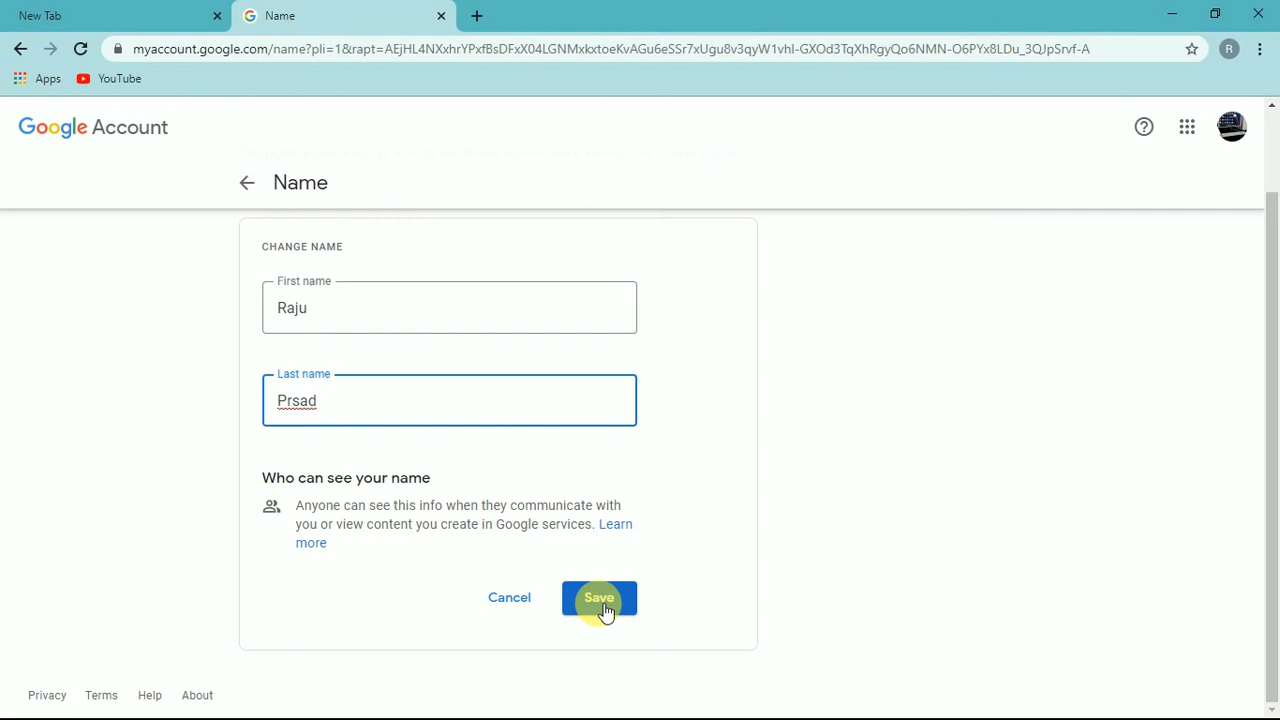 New Tab
Name
myaccount.google.com/name?pli=1&rapt=AEjHL4NXxhrYPxfBsDFxX04LGNMxkxtoeKvAGu6eSSr7xUgu8v3qyW1vhl-GXOd3TqXhRgyQo6NMN-O6PYx8LDu_3QJpSrvf-A
R
Apps
YouTube
Google Account
Name
CHANGE NAME
First name
Raju
Last name
Prsad
Who can see your name
Anyone can see this info when they communicate with
you or view content you create in Google services. Learn
more
Cancel
Save
Privacy
Terms
Help
About